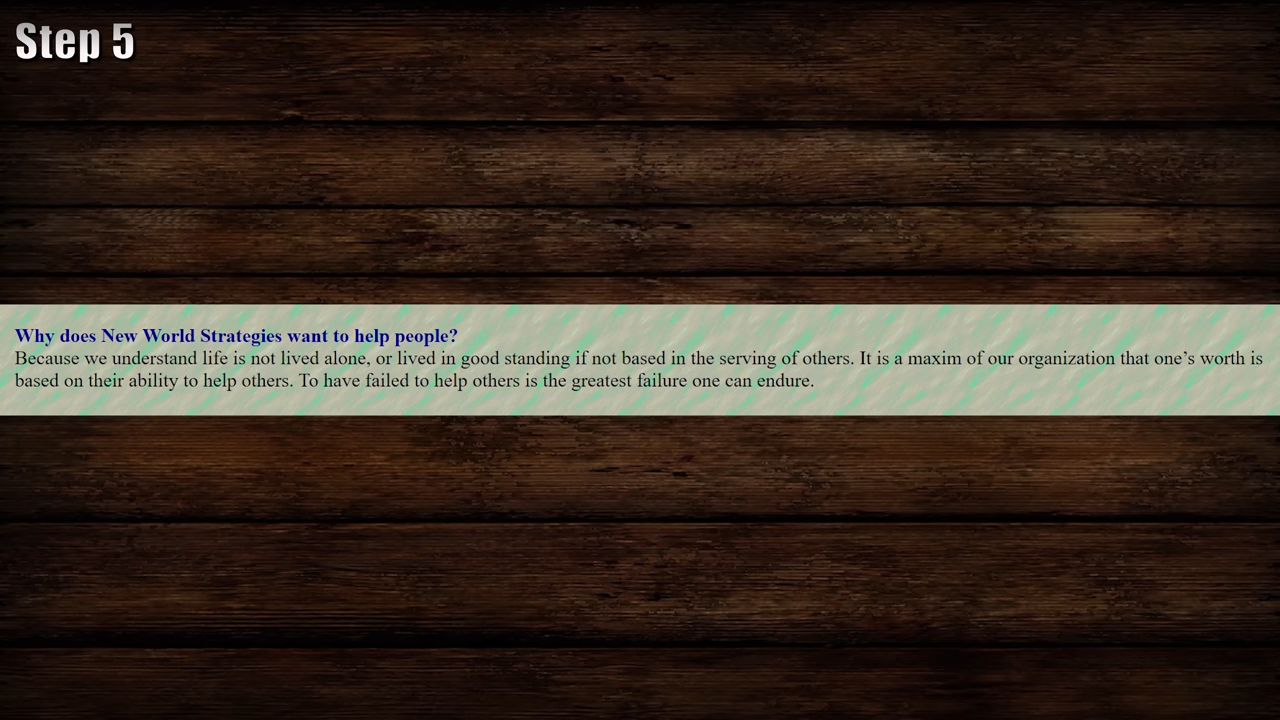 Step 5
Why does New World Strategies want to help people?
Because we understand life is not lived alone, or lived in good standing if not based in the serving of others. It is a maxim of our organization that one’s worth is
based on their ability to help others. To have failed to help others is the greatest failure one can endure.